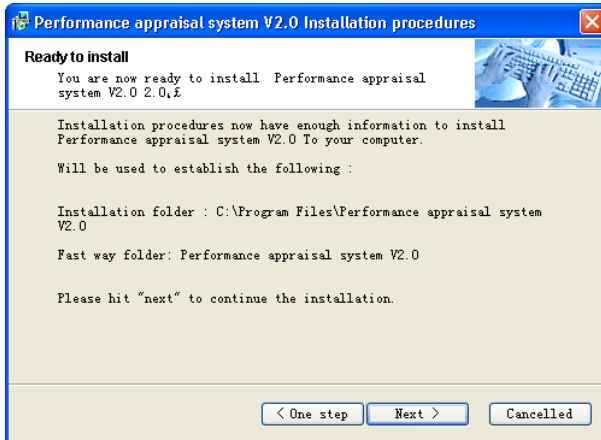 Performance appraisal system V2.0 Installation procedures
Ready to install
You are now ready to install Performance appraisal
system V2.0 2.0,£
Installation procedures now have enough information to install
Performance appraisal system V2.0 To your computer.
Will be used to establish the following :
Installation folder : C:\Program Files\Performance appraisal system
V2.0
Fast way folder: Performance appraisal system V2.0
Please hit "next" to continue the installation.
< One step Next > Cancelled